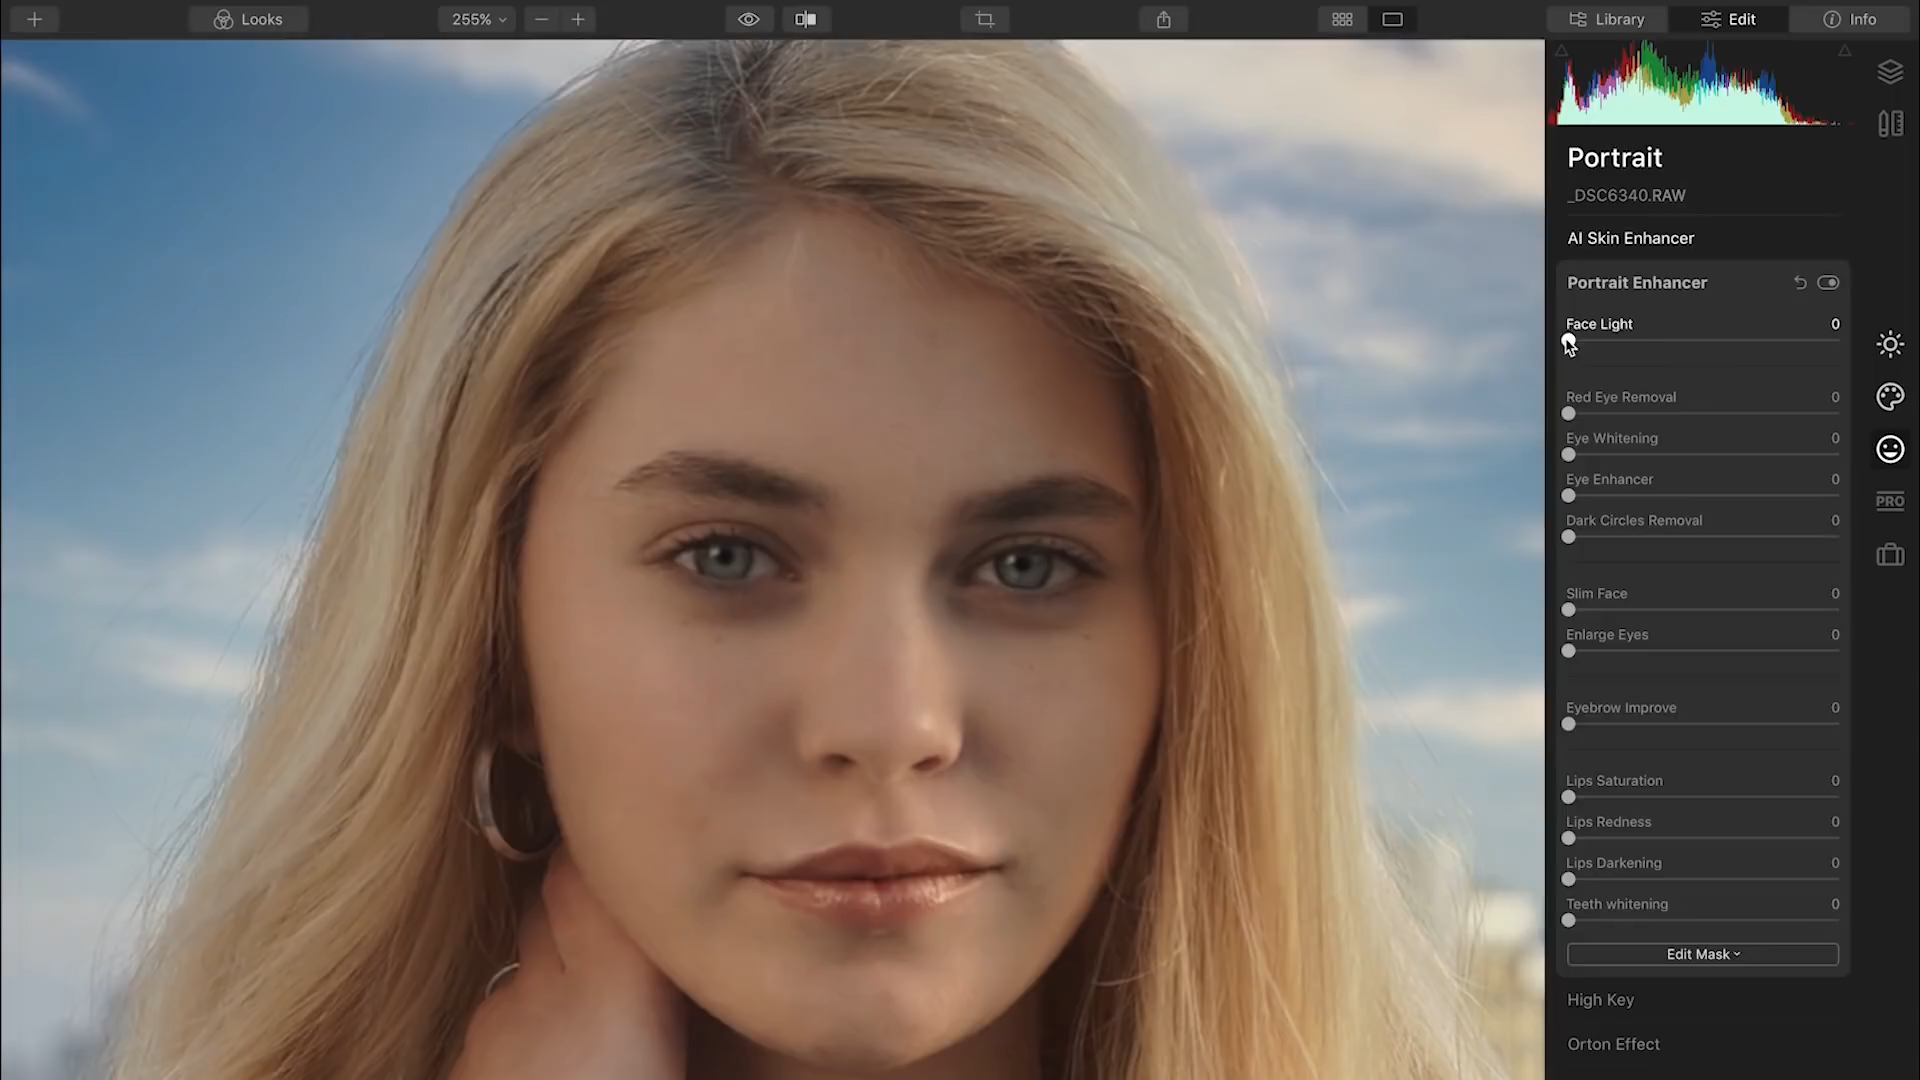 Looks
255%
Library
Edit
Info
Portrait
_DSC6340.RAW
AI Skin Enhancer
Portrait Enhancer
Face Light 0
Red Eye Removal 0
Eye Whitening 0
Eye Enhancer 0
Dark Circles Removal 0
Slim Face 0
Enlarge Eyes 0
Eyebrow Improve 0
Lips Saturation 0
Lips Redness 0
Lips Darkening 0
Teeth whitening 0
Edit Mask
High Key
Orton Effect
PRO